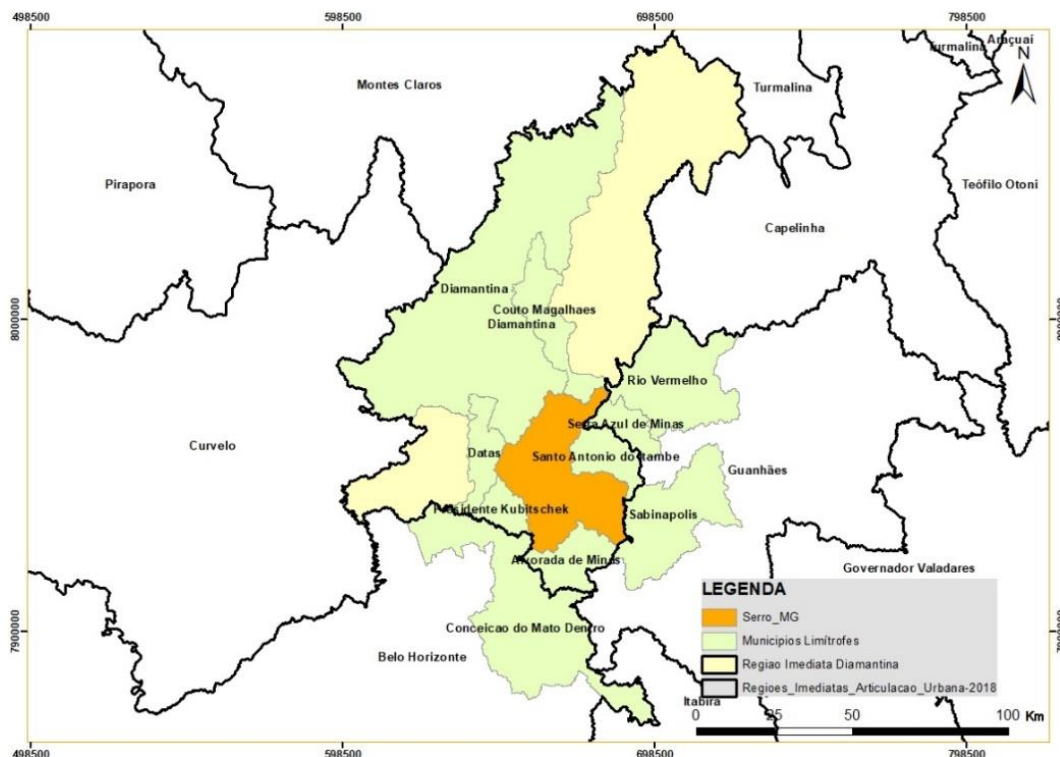 498500 598500 698500 798500
Turmalina
Araçuaí
N
Montes Claros
Turmalina
Pirapora
Teófilo Otoni
Capelinha
Diamantina
Couto Magalhaes
Diamantina
8000000
8000000
Rio Vermelho
Serra Azul de Minas
Curvelo
Datas
Santo Antonio do Itambe
Guanhães
Presidente Kubitschek
Sabinapolis
Alvorada de Minas
Governador Valadares
LEGENDA
Serro_MG
Municipios Limítrofes
Regiao Imediata Diamantina
Regioes_Imediatas_Articulacao_Urbana-2018
Conceicao do Mato Dentro
7900000
7900000
Belo Horizonte
Itabira
0 25 50 100 Km
498500 598500 698500 798500